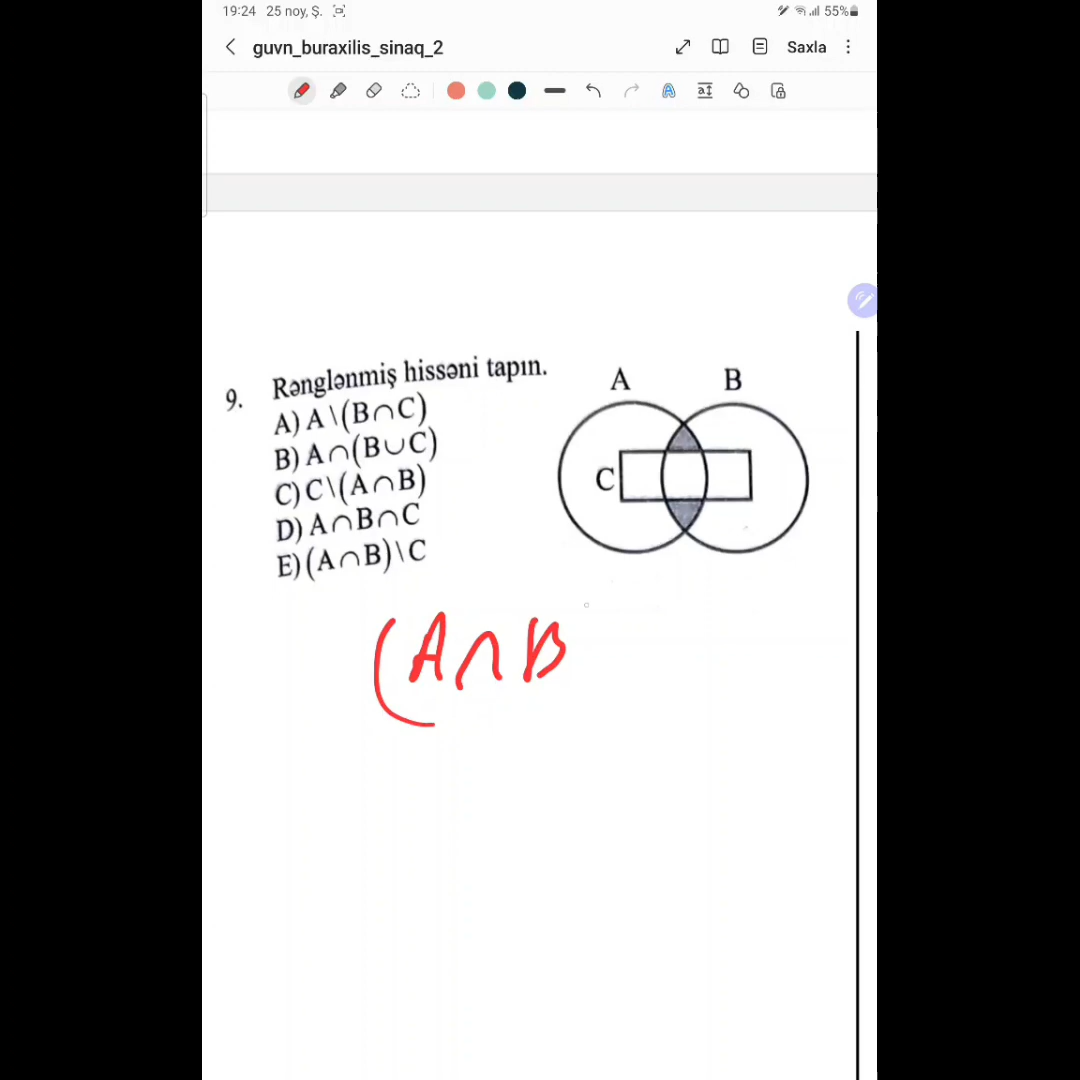 19:24 25 noy, Ş. 55%
guvn_buraxilis_sinaq_2 Saxla
9. Rənglənmiş hissəni tapın.
A) A\(B∩C)
B) A∩(B∪C)
C) C\(A∩B)
D) A∩B∩C
E) (A∩B)\C
A B
C
(A∩B